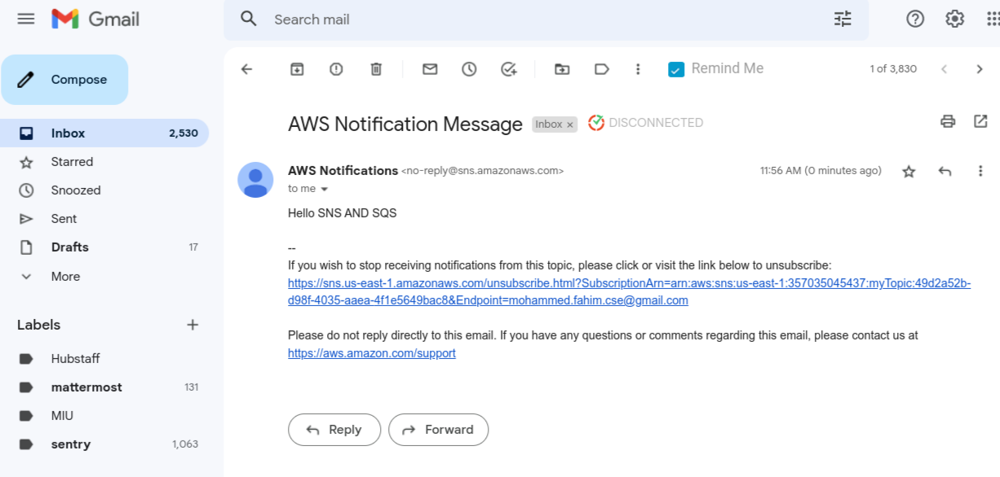 Gmail
Search mail
Compose
Remind Me
1 of 3,830
Inbox 2,530
Starred
Snoozed
Sent
Drafts 17
More
Labels
Hubstaff
mattermost 131
MIU
sentry 1,063
AWS Notification Message Inbox × DISCONNECTED
AWS Notifications <no-reply@sns.amazonaws.com> 11:56 AM (0 minutes ago)
to me
Hello SNS AND SQS
--
If you wish to stop receiving notifications from this topic, please click or visit the link below to unsubscribe:
https://sns.us-east-1.amazonaws.com/unsubscribe.html?SubscriptionArn=arn:aws:sns:us-east-1:357035045437:myTopic:49d2a52b-
d98f-4035-aaea-4f1e5649bac8&Endpoint=mohammed.fahim.cse@gmail.com
Please do not reply directly to this email. If you have any questions or comments regarding this email, please contact us at
https://aws.amazon.com/support
Reply Forward